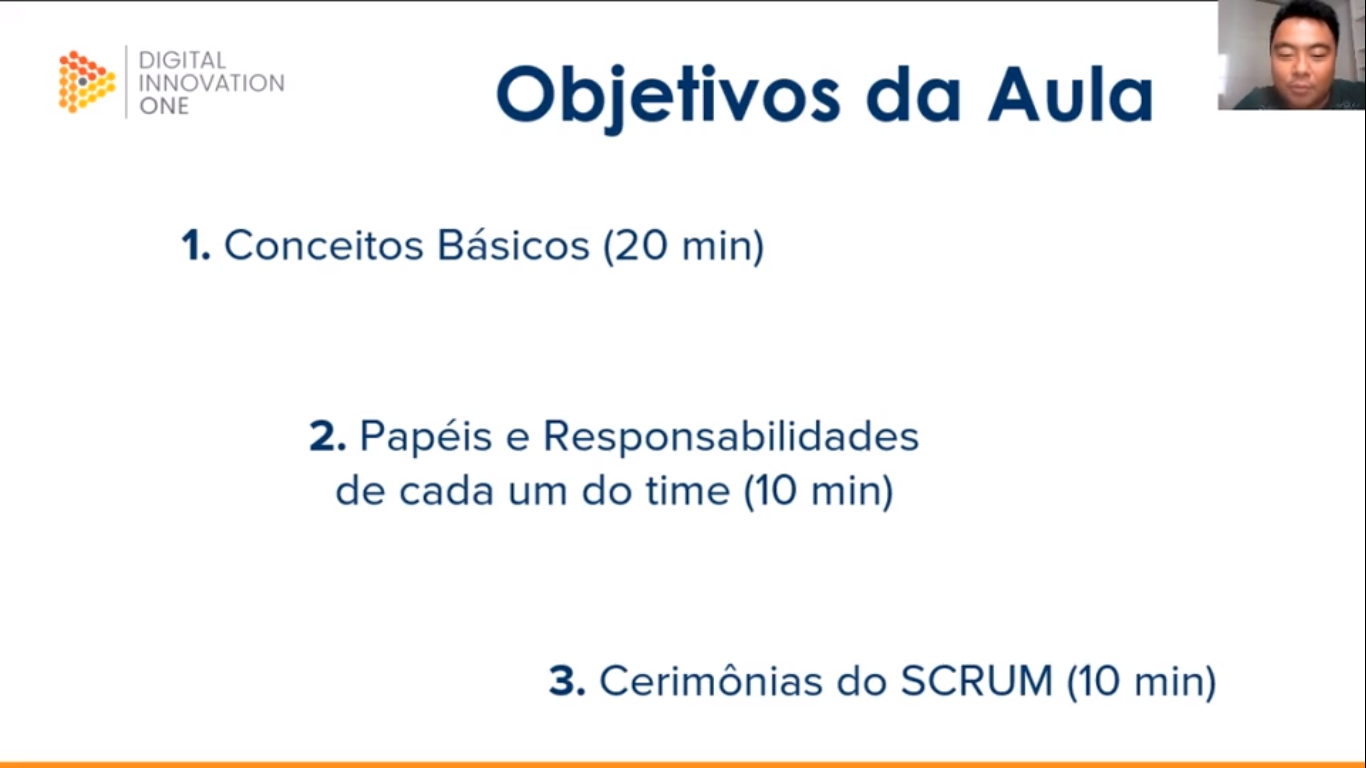 DIGITAL
INNOVATION
ONE
Objetivos da Aula
1. Conceitos Básicos (20 min)
2. Papéis e Responsabilidades
de cada um do time (10 min)
3. Cerimônias do SCRUM (10 min)